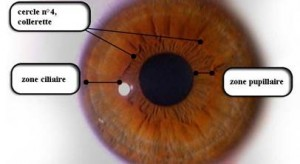 cercle n°4,
collerette
zone ciliaire
zone pupillaire